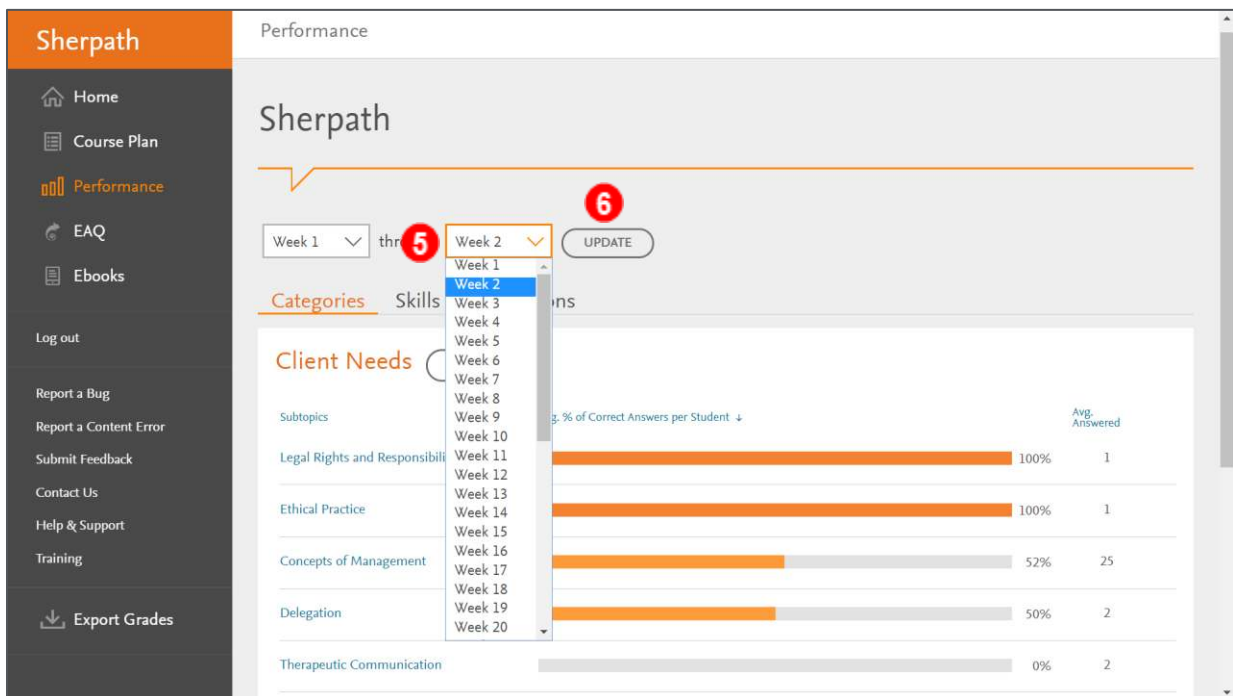 Sherpath
Performance
Home
Course Plan
Performance
EAQ
Ebooks
Log out
Report a Bug
Report a Content Error
Submit Feedback
Contact Us
Help & Support
Training
Export Grades
Sherpath
6
Week 1 thr 5 Week 2 UPDATE
Week 1
Week 2
Week 3
Week 4
Week 5
Week 6
Week 7
Week 8
Week 9
Week 10
Week 11
Week 12
Week 13
Week 14
Week 15
Week 16
Week 17
Week 18
Week 19
Week 20
Categories Skills ns
Client Needs
Subtopics g. % of Correct Answers per Student ↓ Avg. Answered
Legal Rights and Responsibili 100% 1
Ethical Practice 100% 1
Concepts of Management 52% 25
Delegation 50% 2
Therapeutic Communication 0% 2